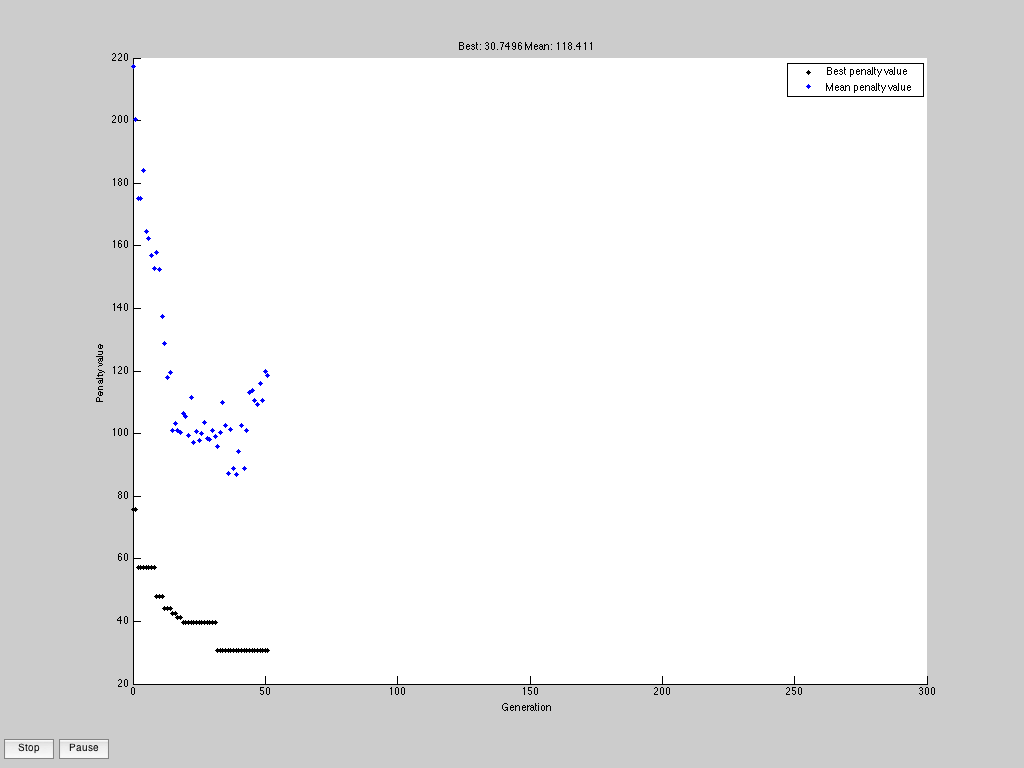 Best: 30.7496 Mean: 118.411
Best penalty value
Mean penalty value
220
200
180
160
140
120
100
80
60
40
20
Penalty value
0 50 100 150 200 250 300
Generation
Stop Pause